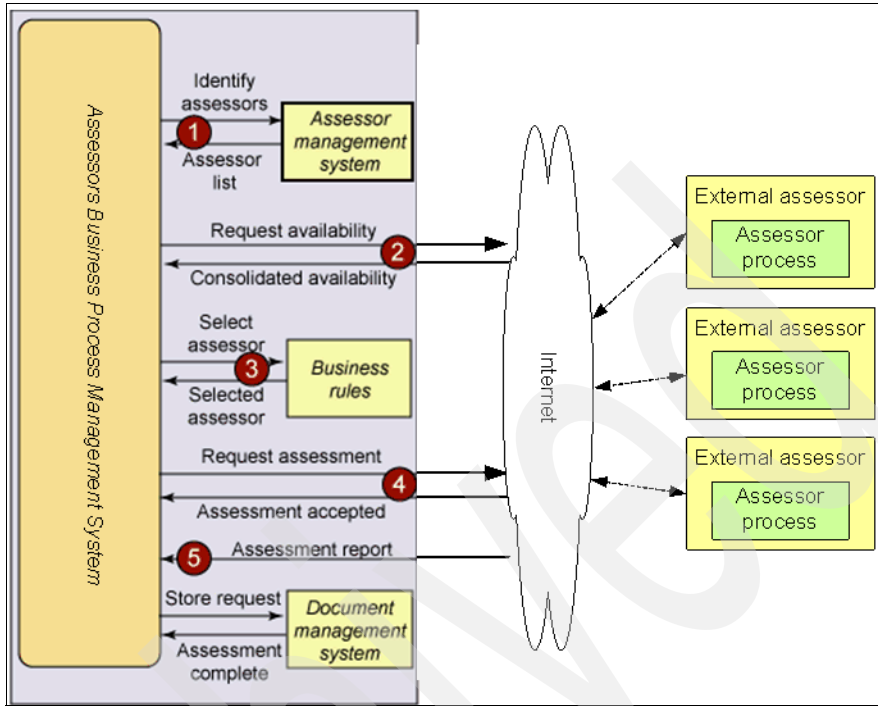 Assessors Business Process Management System
Identify
assessors
1
Assessor
list
Assessor
management
system
Request availability
2
Consolidated availability
Select
assessor
3
Selected
assessor
Business
rules
Request assessment
4
Assessment accepted
5
Assessment report
Store request
Assessment
complete
Document
management
system
Internet
External assessor
Assessor
process
External assessor
Assessor
process
External assessor
Assessor
process